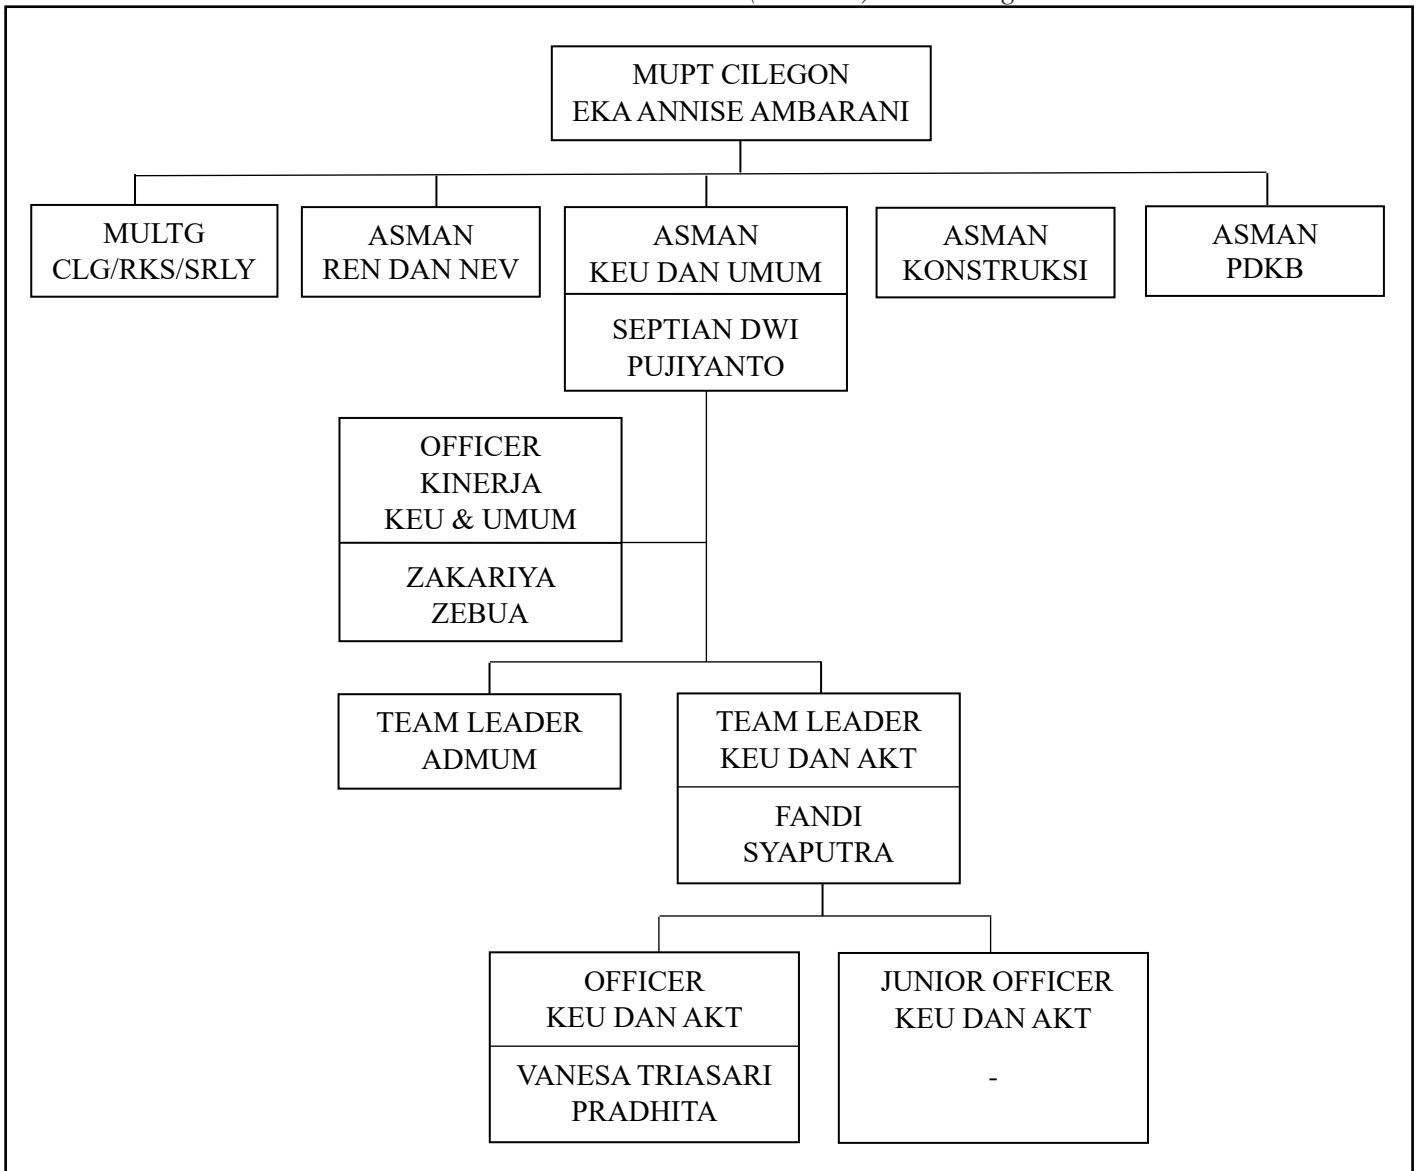 MUPT CILEGON
EKA ANNISE AMBARANI
MULTG
CLG/RKS/SRLY
ASMAN
REN DAN NEV
ASMAN
KEU DAN UMUM
SEPTIAN DWI
PUJIYANTO
ASMAN
KONSTRUKSI
ASMAN
PDKB
OFFICER
KINERJA
KEU & UMUM
ZAKARIYA
ZEBUA
TEAM LEADER
ADMUM
TEAM LEADER
KEU DAN AKT
FANDI
SYAPUTRA
OFFICER
KEU DAN AKT
VANESA TRIASARI
PRADHITA
JUNIOR OFFICER
KEU DAN AKT
-